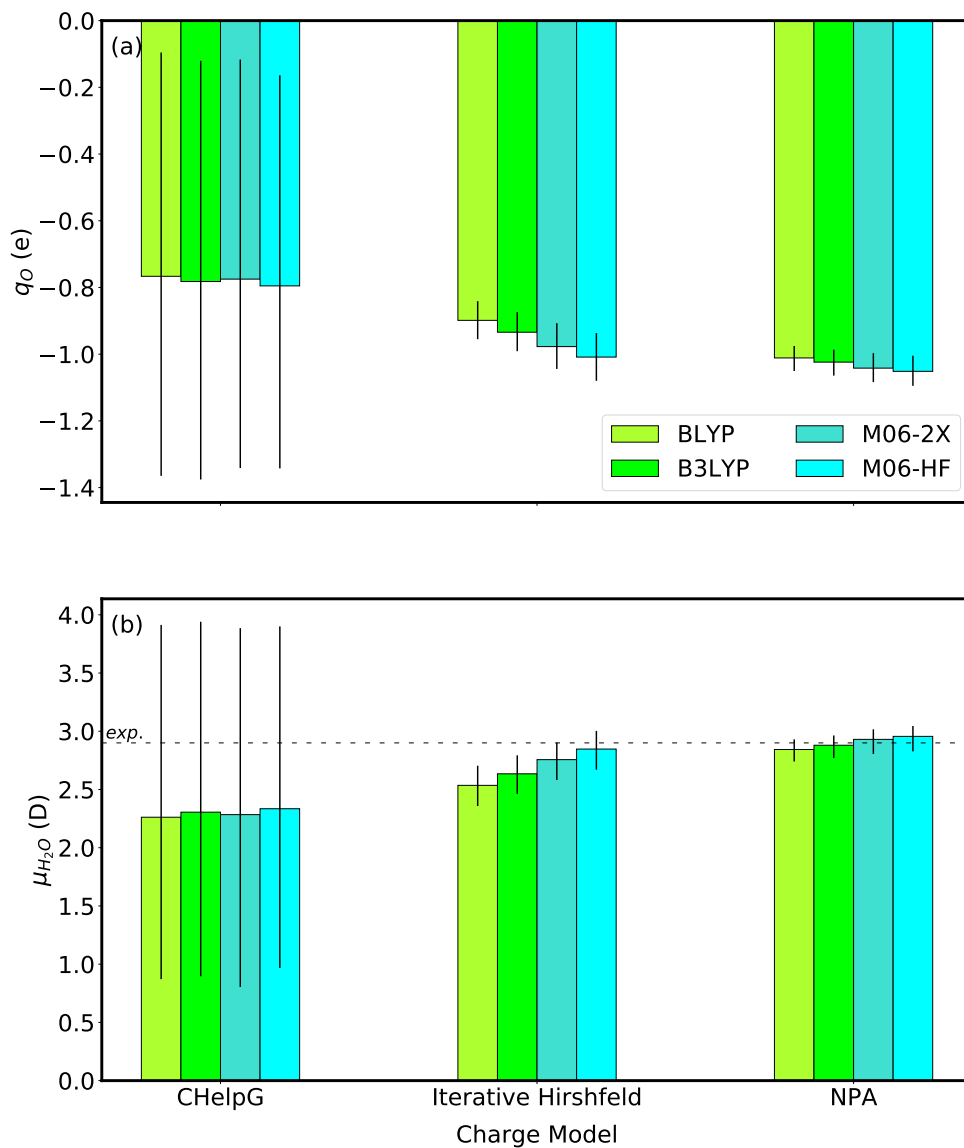 (a)
0.0
−0.2
−0.4
−0.6
−0.8
−1.0
−1.2
−1.4
q_O (e)
BLYP
B3LYP
M06-2X
M06-HF
(b)
4.0
3.5
3.0
2.5
2.0
1.5
1.0
0.5
0.0
exp.
μ_{H₂O} (D)
CHelpG
Iterative Hirshfeld
NPA
Charge Model